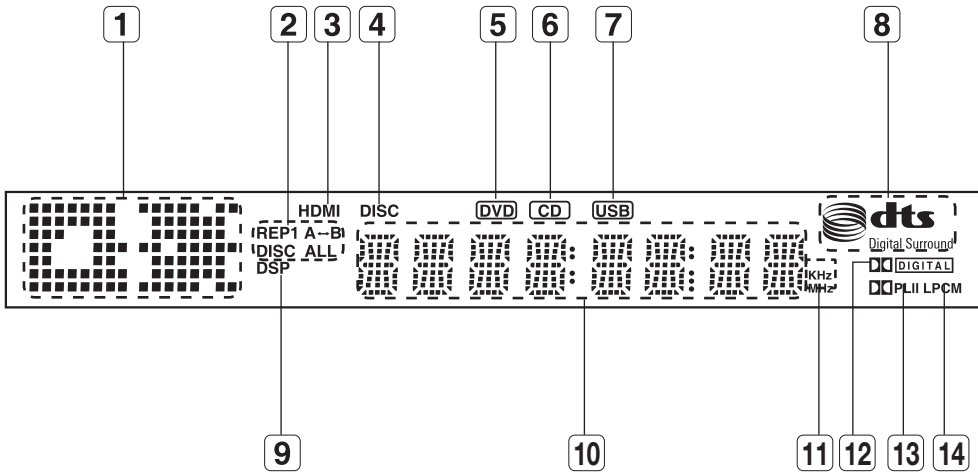 1 2 3 4 5 6 7 8
HDMI DISC DVD CD USB
dts
REP1 A↔B
Digital Surround
DISC ALL
DSP
KHz
MHz
DIGITAL
PLII LPCM
9 10 11 12 13 14